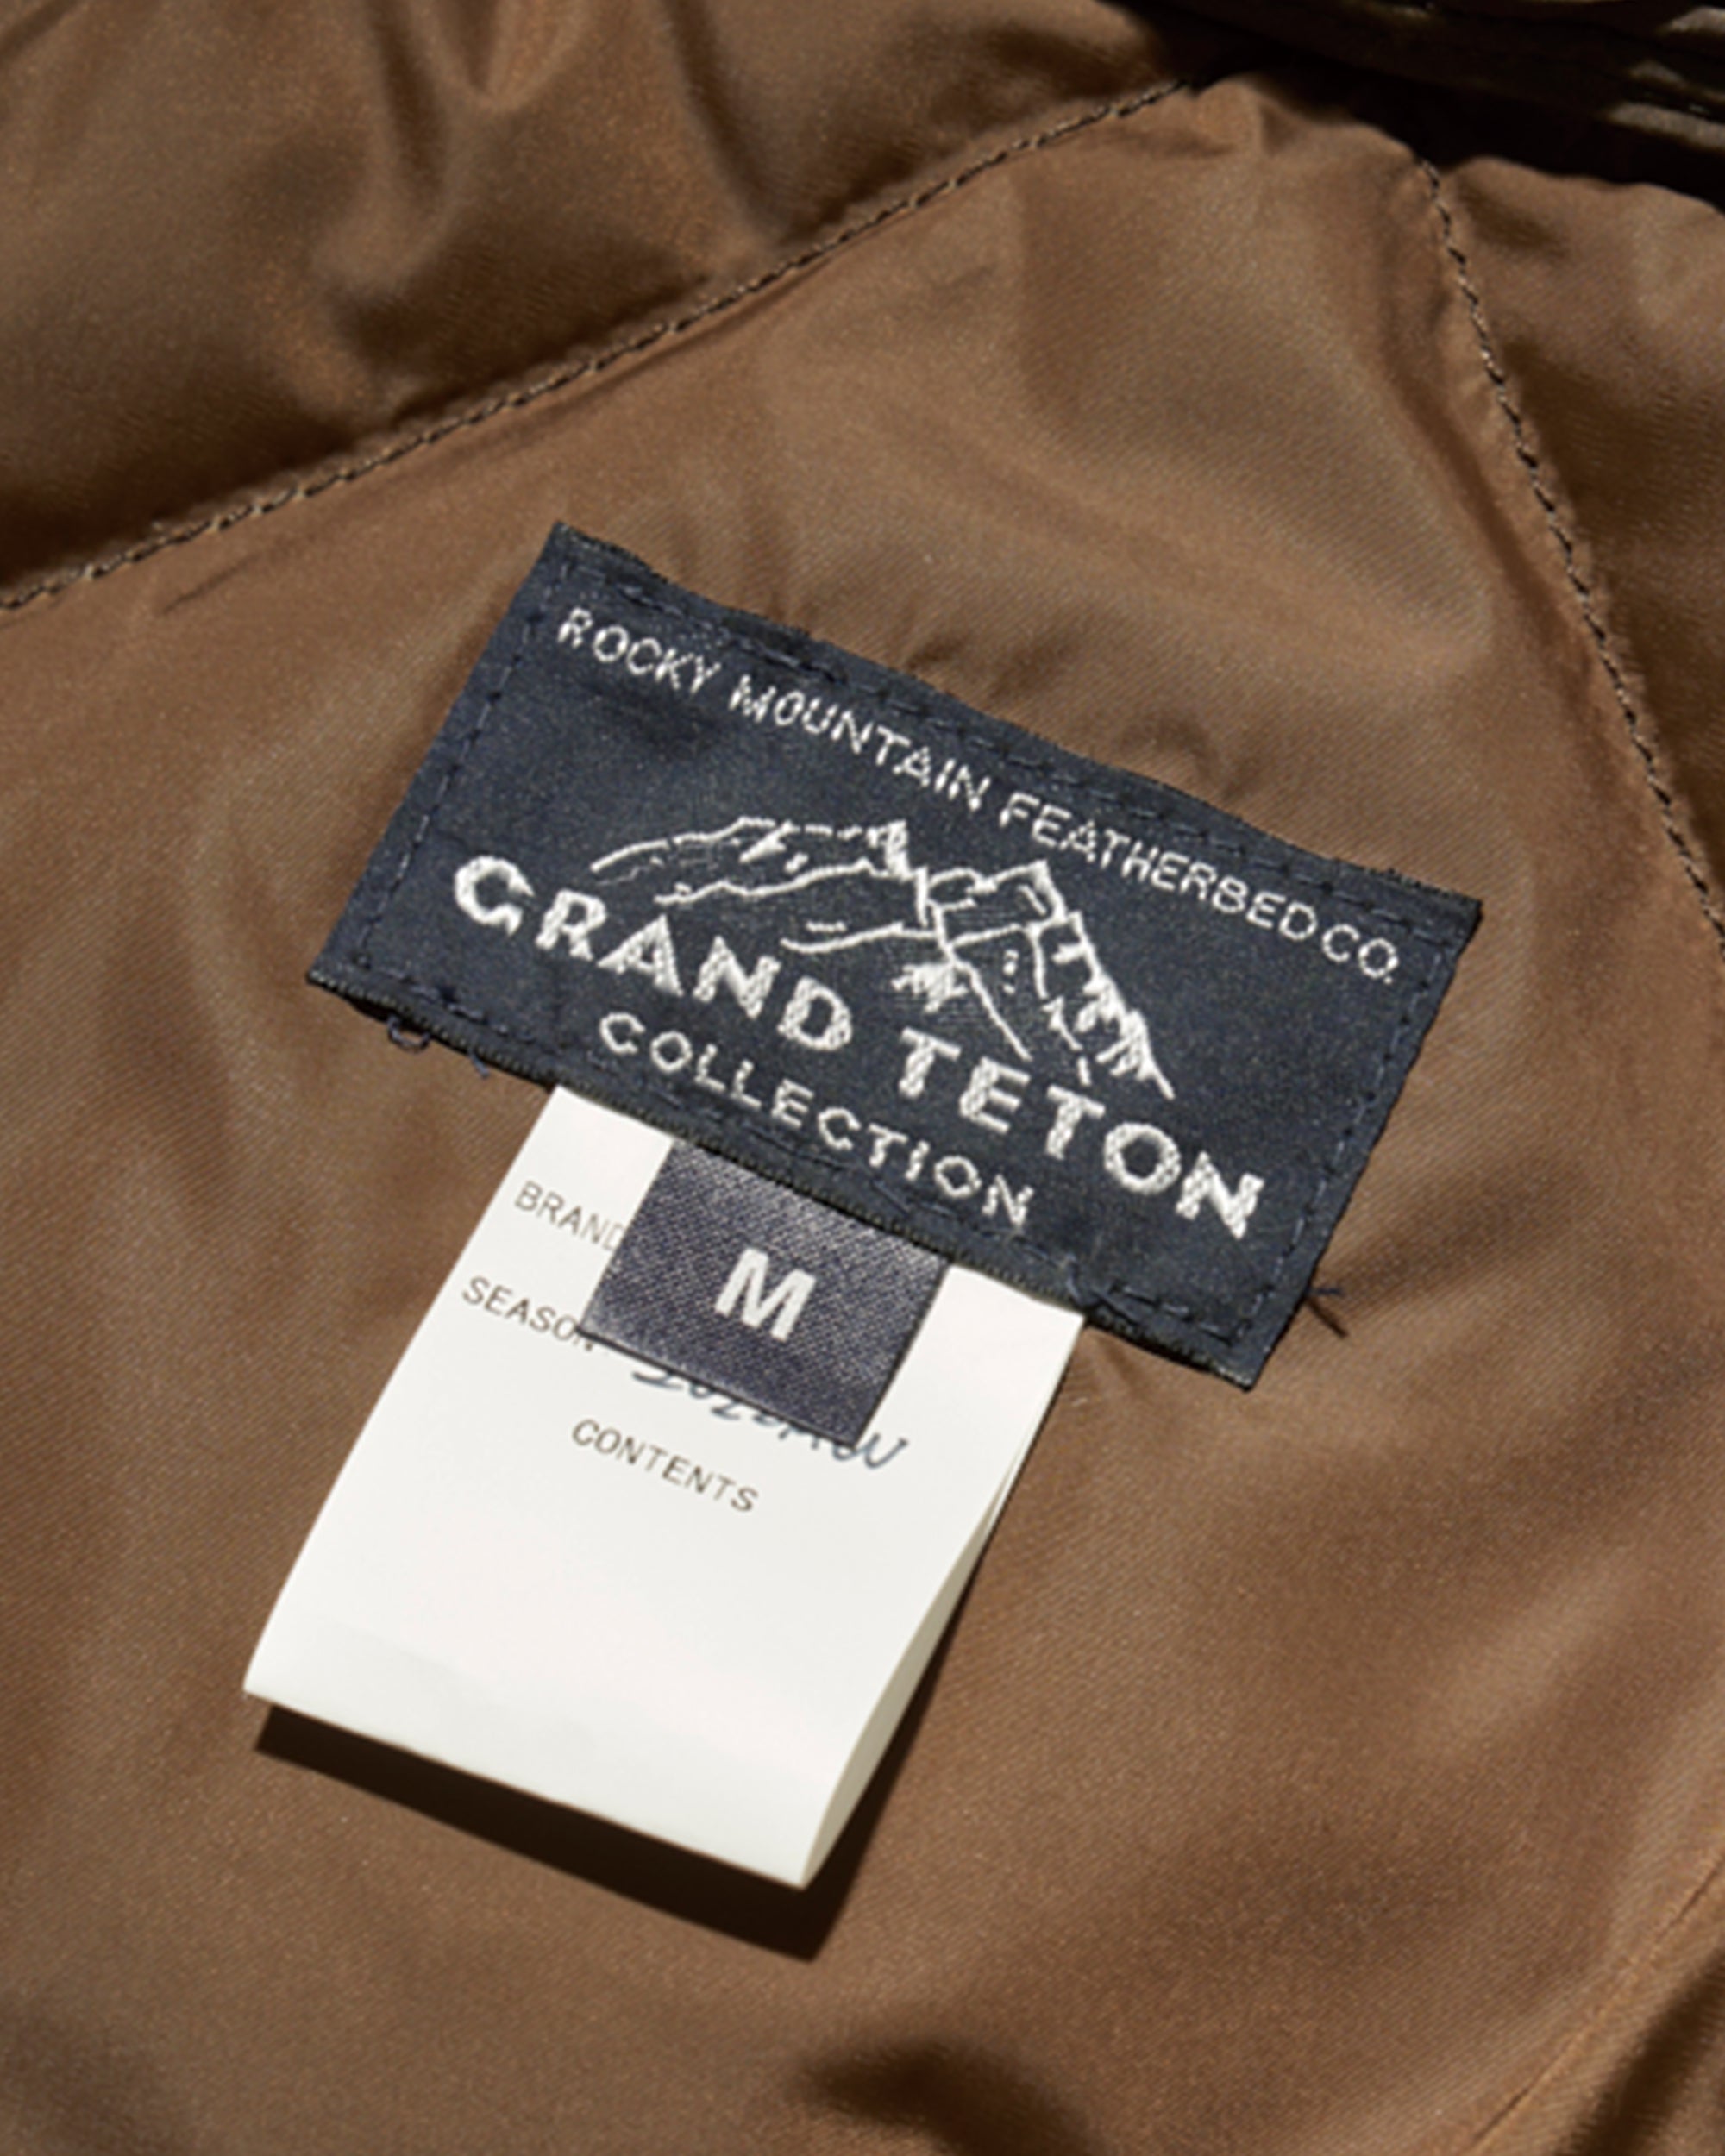 ROCKY MOUNTAIN FEATHERBED CO.
GRAND TETON
COLLECTION
M
BRAND
SEASON
CONTENTS